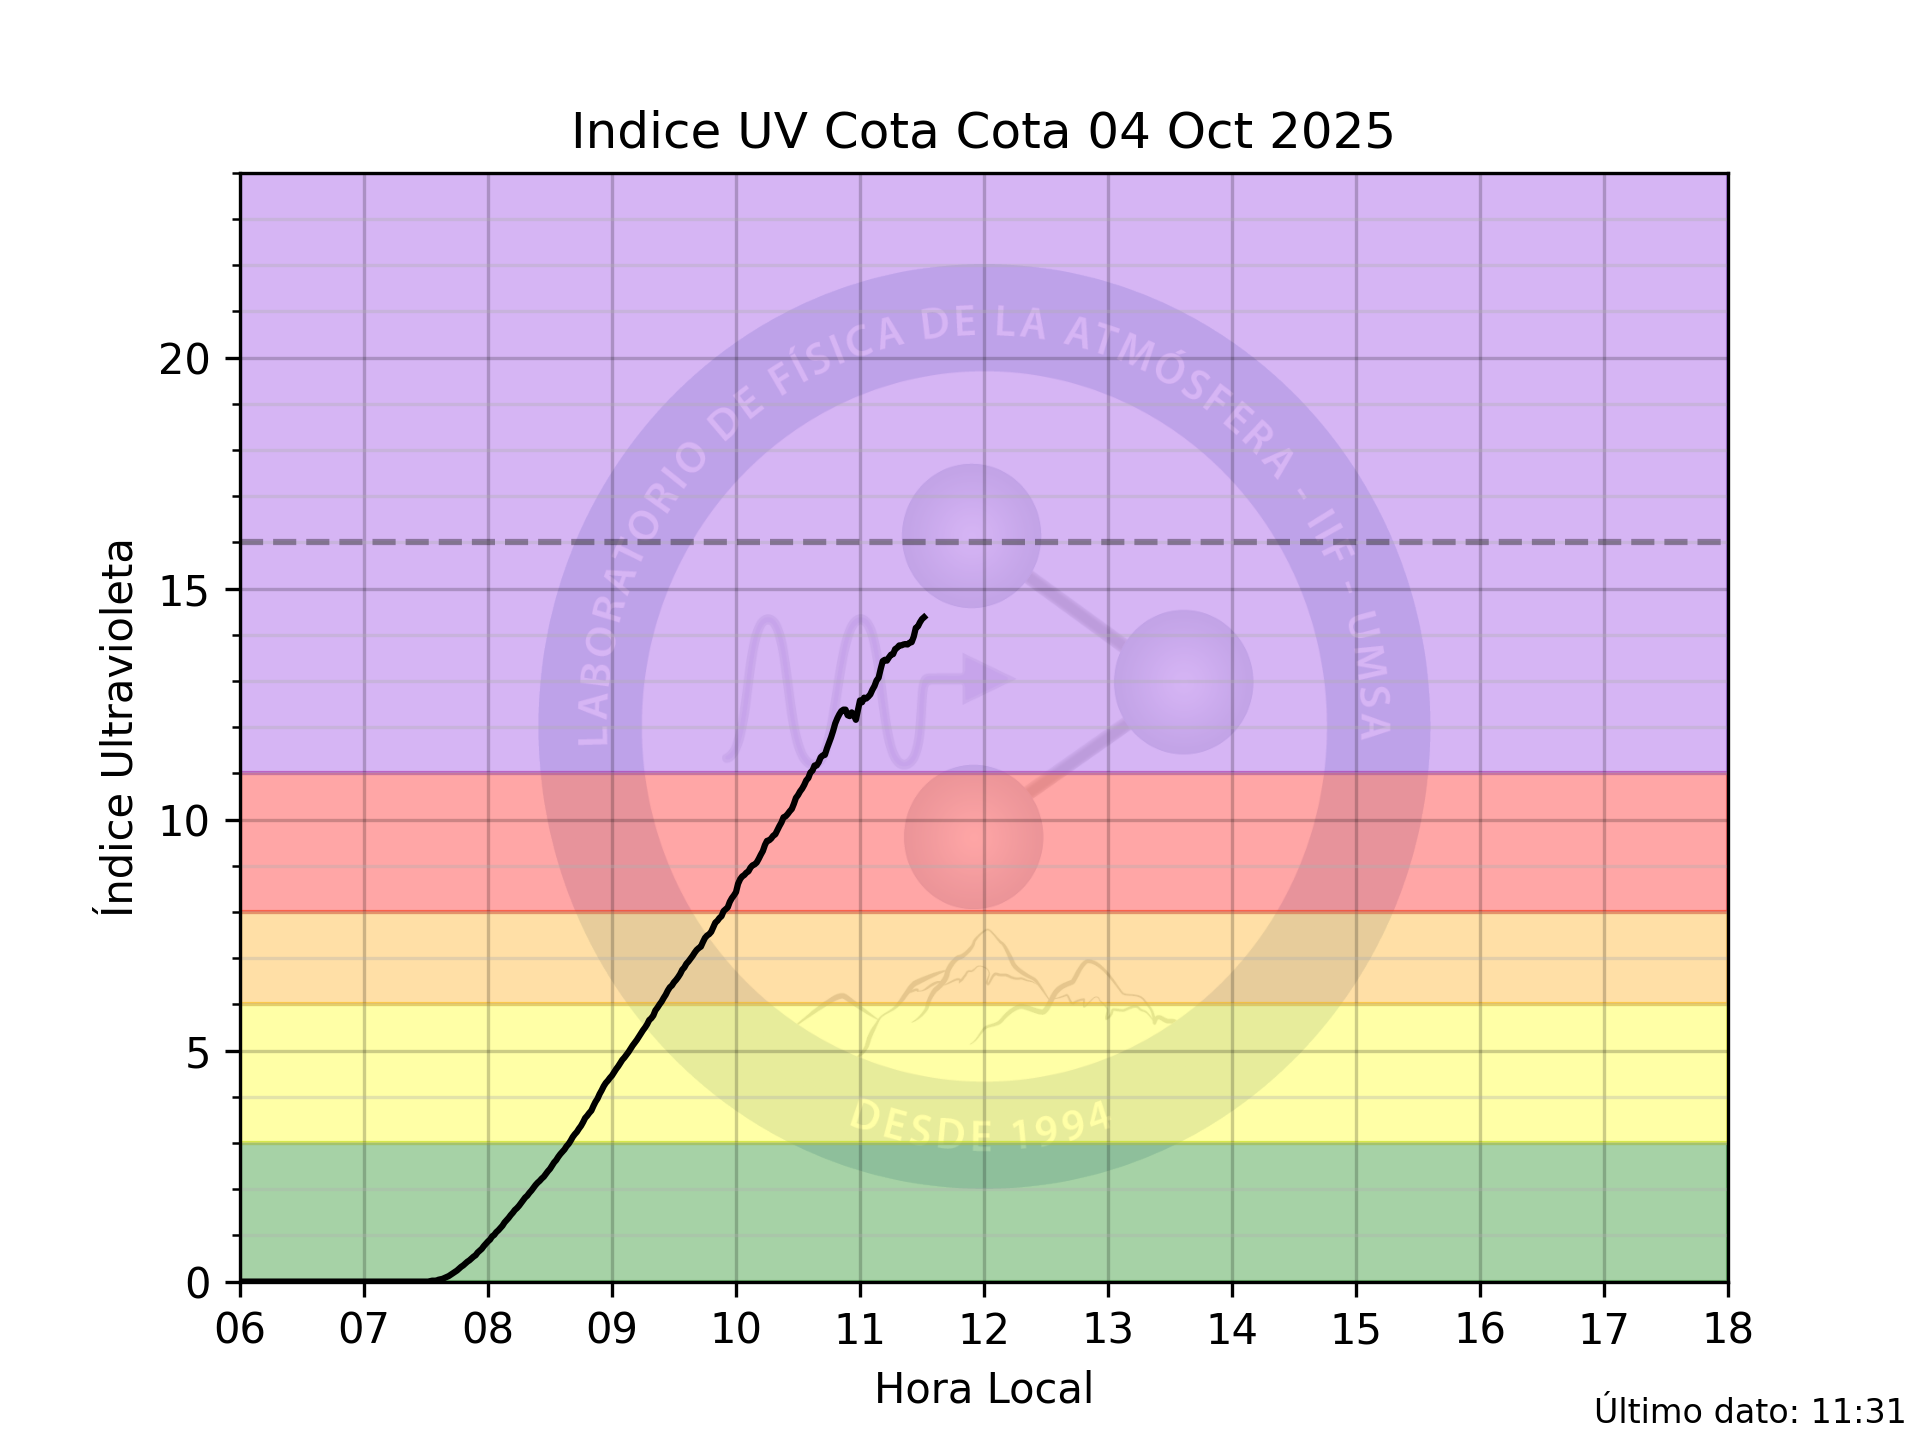 Indice UV Cota Cota 04 Oct 2025
LABORATORIO DE FÍSICA DE LA ATMÓSFERA - IIF - UMSA
DESDE 1994
Índice Ultravioleta
20
15
10
5
0
06 07 08 09 10 11 12 13 14 15 16 17 18
Hora Local
Último dato: 11:31